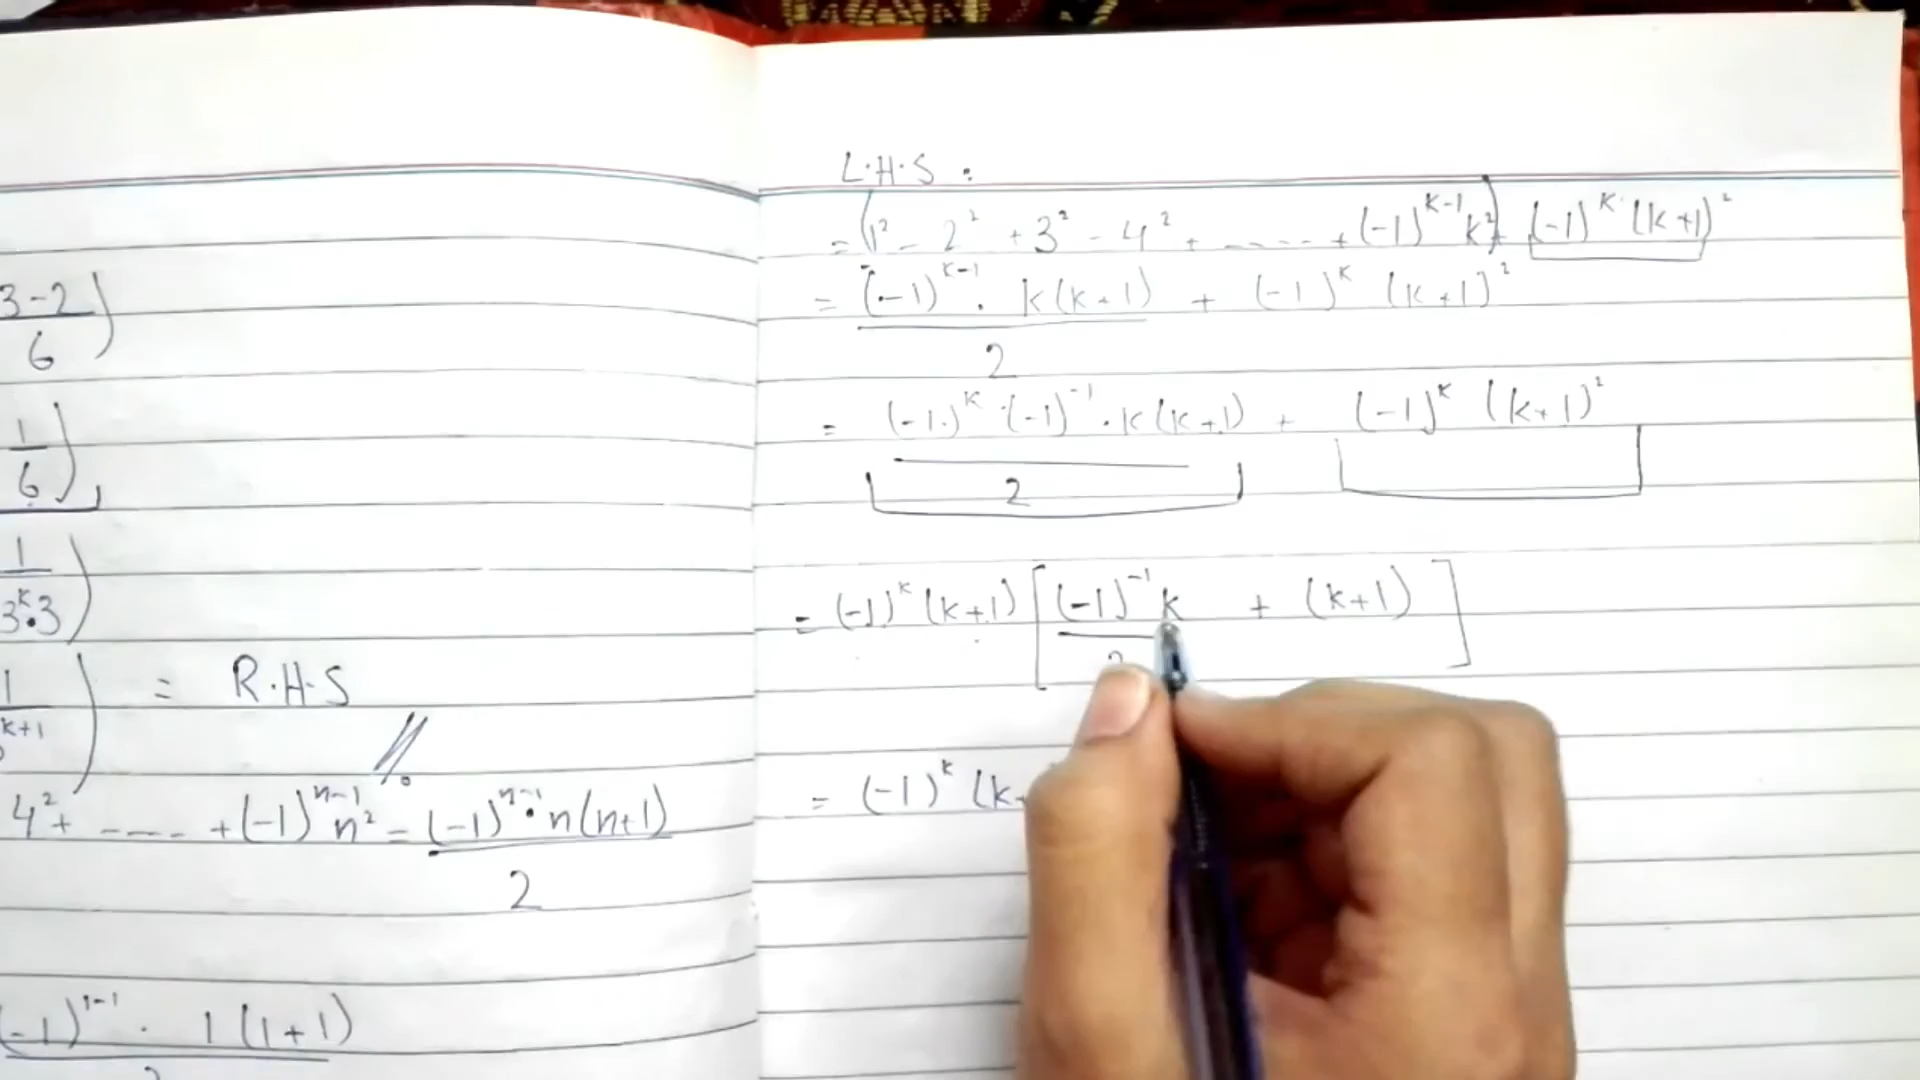 3-2
6
1
6
1
3^k.3
1
k+1
= R.H.S
4² + ---- + (-1)^n-1 n² = (-1)^n-1 . n(n+1)
2
(-1)^1-1 . 1(1+1)
L.H.S :
= (1² - 2² + 3² - 4² + ----- + (-1)^k-1 k²) + (-1)^k (k+1)²
= (-1)^k-1 . k(k+1) + (-1)^k (k+1)²
2
= (-1)^k . (-1)^-1 . k(k+1) + (-1)^k (k+1)²
2
= (-1)^k (k+1) [(-1)^-1 k + (k+1)]
= (-1)^k (k+